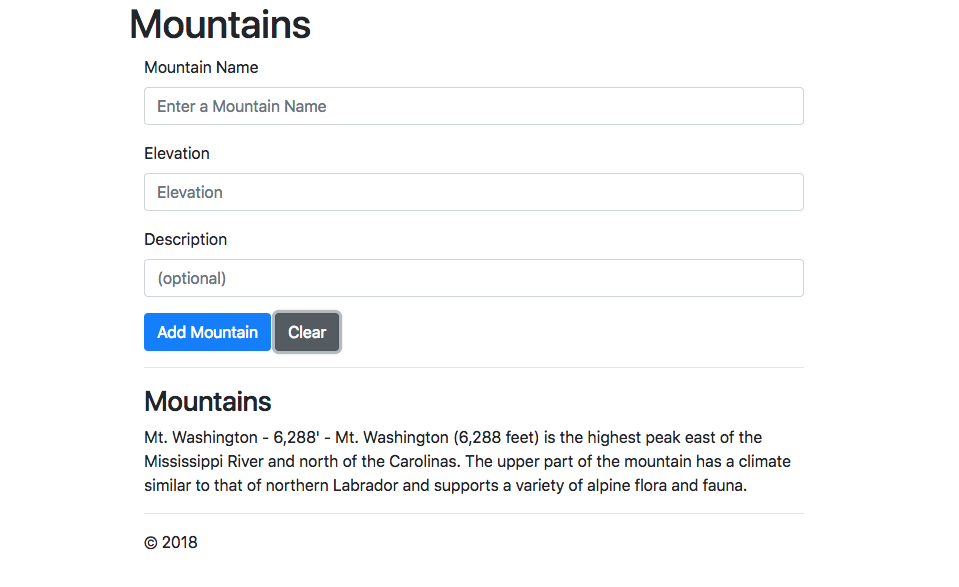 Mountains
Mountain Name
Enter a Mountain Name
Elevation
Elevation
Description
(optional)
Add Mountain Clear
Mountains
Mt. Washington - 6,288' - Mt. Washington (6,288 feet) is the highest peak east of the
Mississippi River and north of the Carolinas. The upper part of the mountain has a climate
similar to that of northern Labrador and supports a variety of alpine flora and fauna.
© 2018